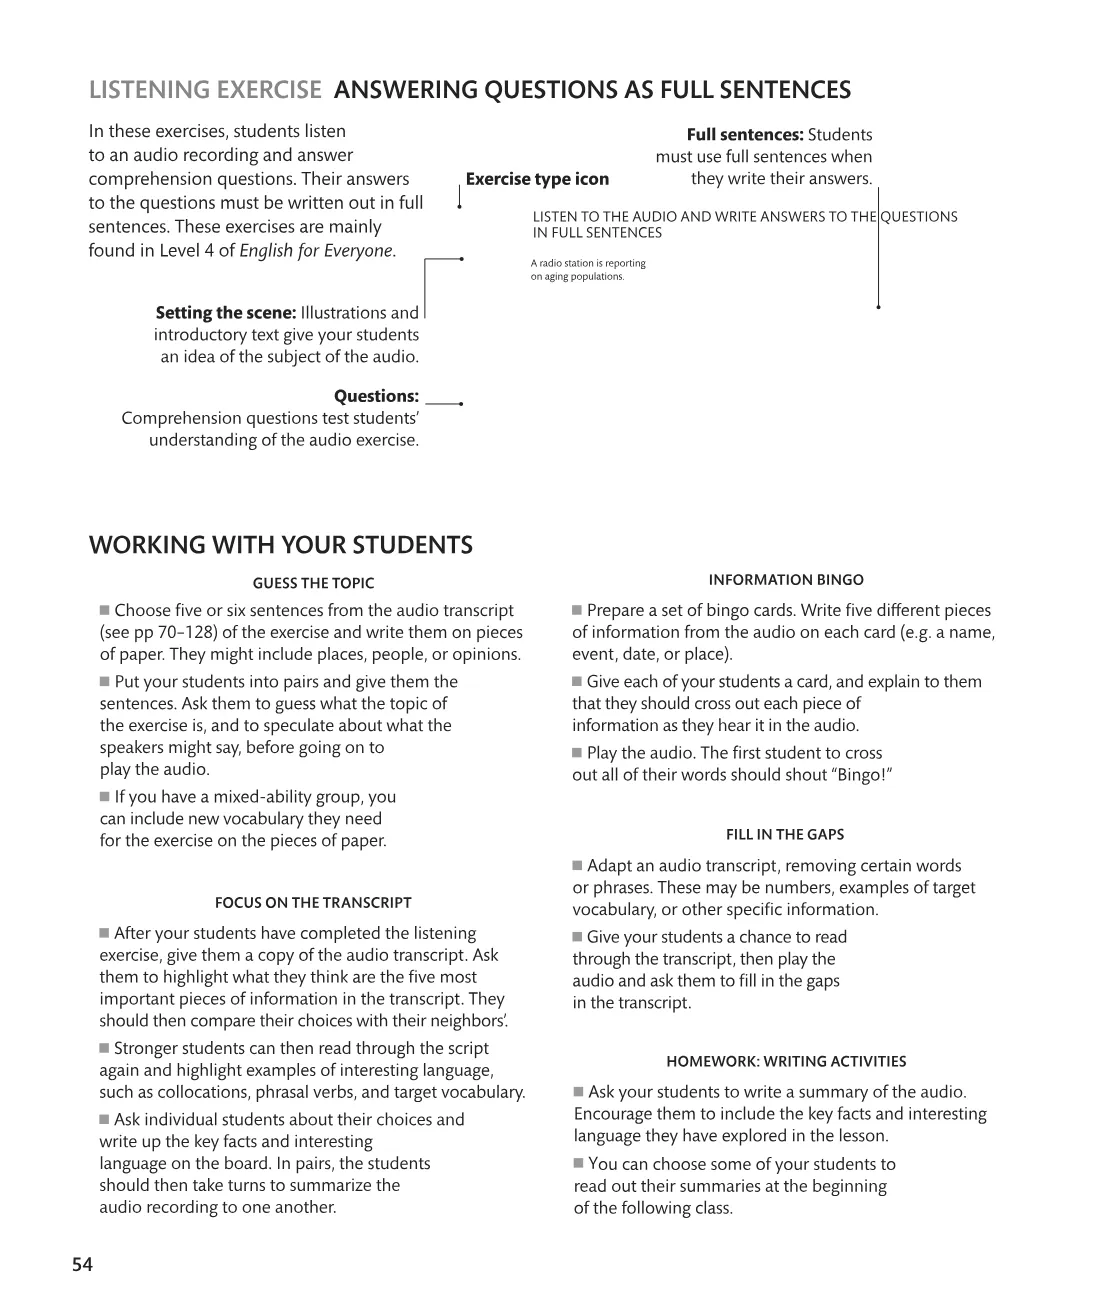 LISTENING EXERCISE ANSWERING QUESTIONS AS FULL SENTENCES
In these exercises, students listen
to an audio recording and answer
comprehension questions. Their answers
to the questions must be written out in full
sentences. These exercises are mainly
found in Level 4 of English for Everyone.
Setting the scene: Illustrations and
introductory text give your students
an idea of the subject of the audio.
Questions:
Comprehension questions test students’
understanding of the audio exercise.
Exercise type icon
Full sentences: Students
must use full sentences when
they write their answers.
LISTEN TO THE AUDIO AND WRITE ANSWERS TO THE QUESTIONS
IN FULL SENTENCES
A radio station is reporting
on aging populations.
WORKING WITH YOUR STUDENTS
GUESS THE TOPIC
■ Choose five or six sentences from the audio transcript
(see pp 70–128) of the exercise and write them on pieces
of paper. They might include places, people, or opinions.
■ Put your students into pairs and give them the
sentences. Ask them to guess what the topic of
the exercise is, and to speculate about what the
speakers might say, before going on to
play the audio.
■ If you have a mixed-ability group, you
can include new vocabulary they need
for the exercise on the pieces of paper.
FOCUS ON THE TRANSCRIPT
■ After your students have completed the listening
exercise, give them a copy of the audio transcript. Ask
them to highlight what they think are the five most
important pieces of information in the transcript. They
should then compare their choices with their neighbors’.
■ Stronger students can then read through the script
again and highlight examples of interesting language,
such as collocations, phrasal verbs, and target vocabulary.
■ Ask individual students about their choices and
write up the key facts and interesting
language on the board. In pairs, the students
should then take turns to summarize the
audio recording to one another.
INFORMATION BINGO
■ Prepare a set of bingo cards. Write five different pieces
of information from the audio on each card (e.g. a name,
event, date, or place).
■ Give each of your students a card, and explain to them
that they should cross out each piece of
information as they hear it in the audio.
■ Play the audio. The first student to cross
out all of their words should shout “Bingo!”
FILL IN THE GAPS
■ Adapt an audio transcript, removing certain words
or phrases. These may be numbers, examples of target
vocabulary, or other specific information.
■ Give your students a chance to read
through the transcript, then play the
audio and ask them to fill in the gaps
in the transcript.
HOMEWORK: WRITING ACTIVITIES
■ Ask your students to write a summary of the audio.
Encourage them to include the key facts and interesting
language they have explored in the lesson.
■ You can choose some of your students to
read out their summaries at the beginning
of the following class.
54